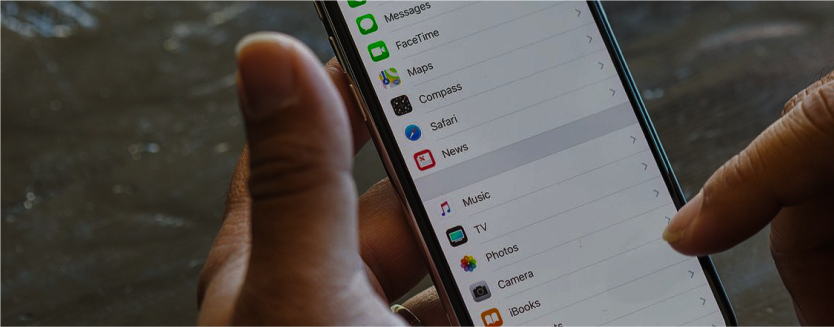 Messages
FaceTime
Maps
Compass
Safari
News
Music
TV
Photos
Camera
iBooks